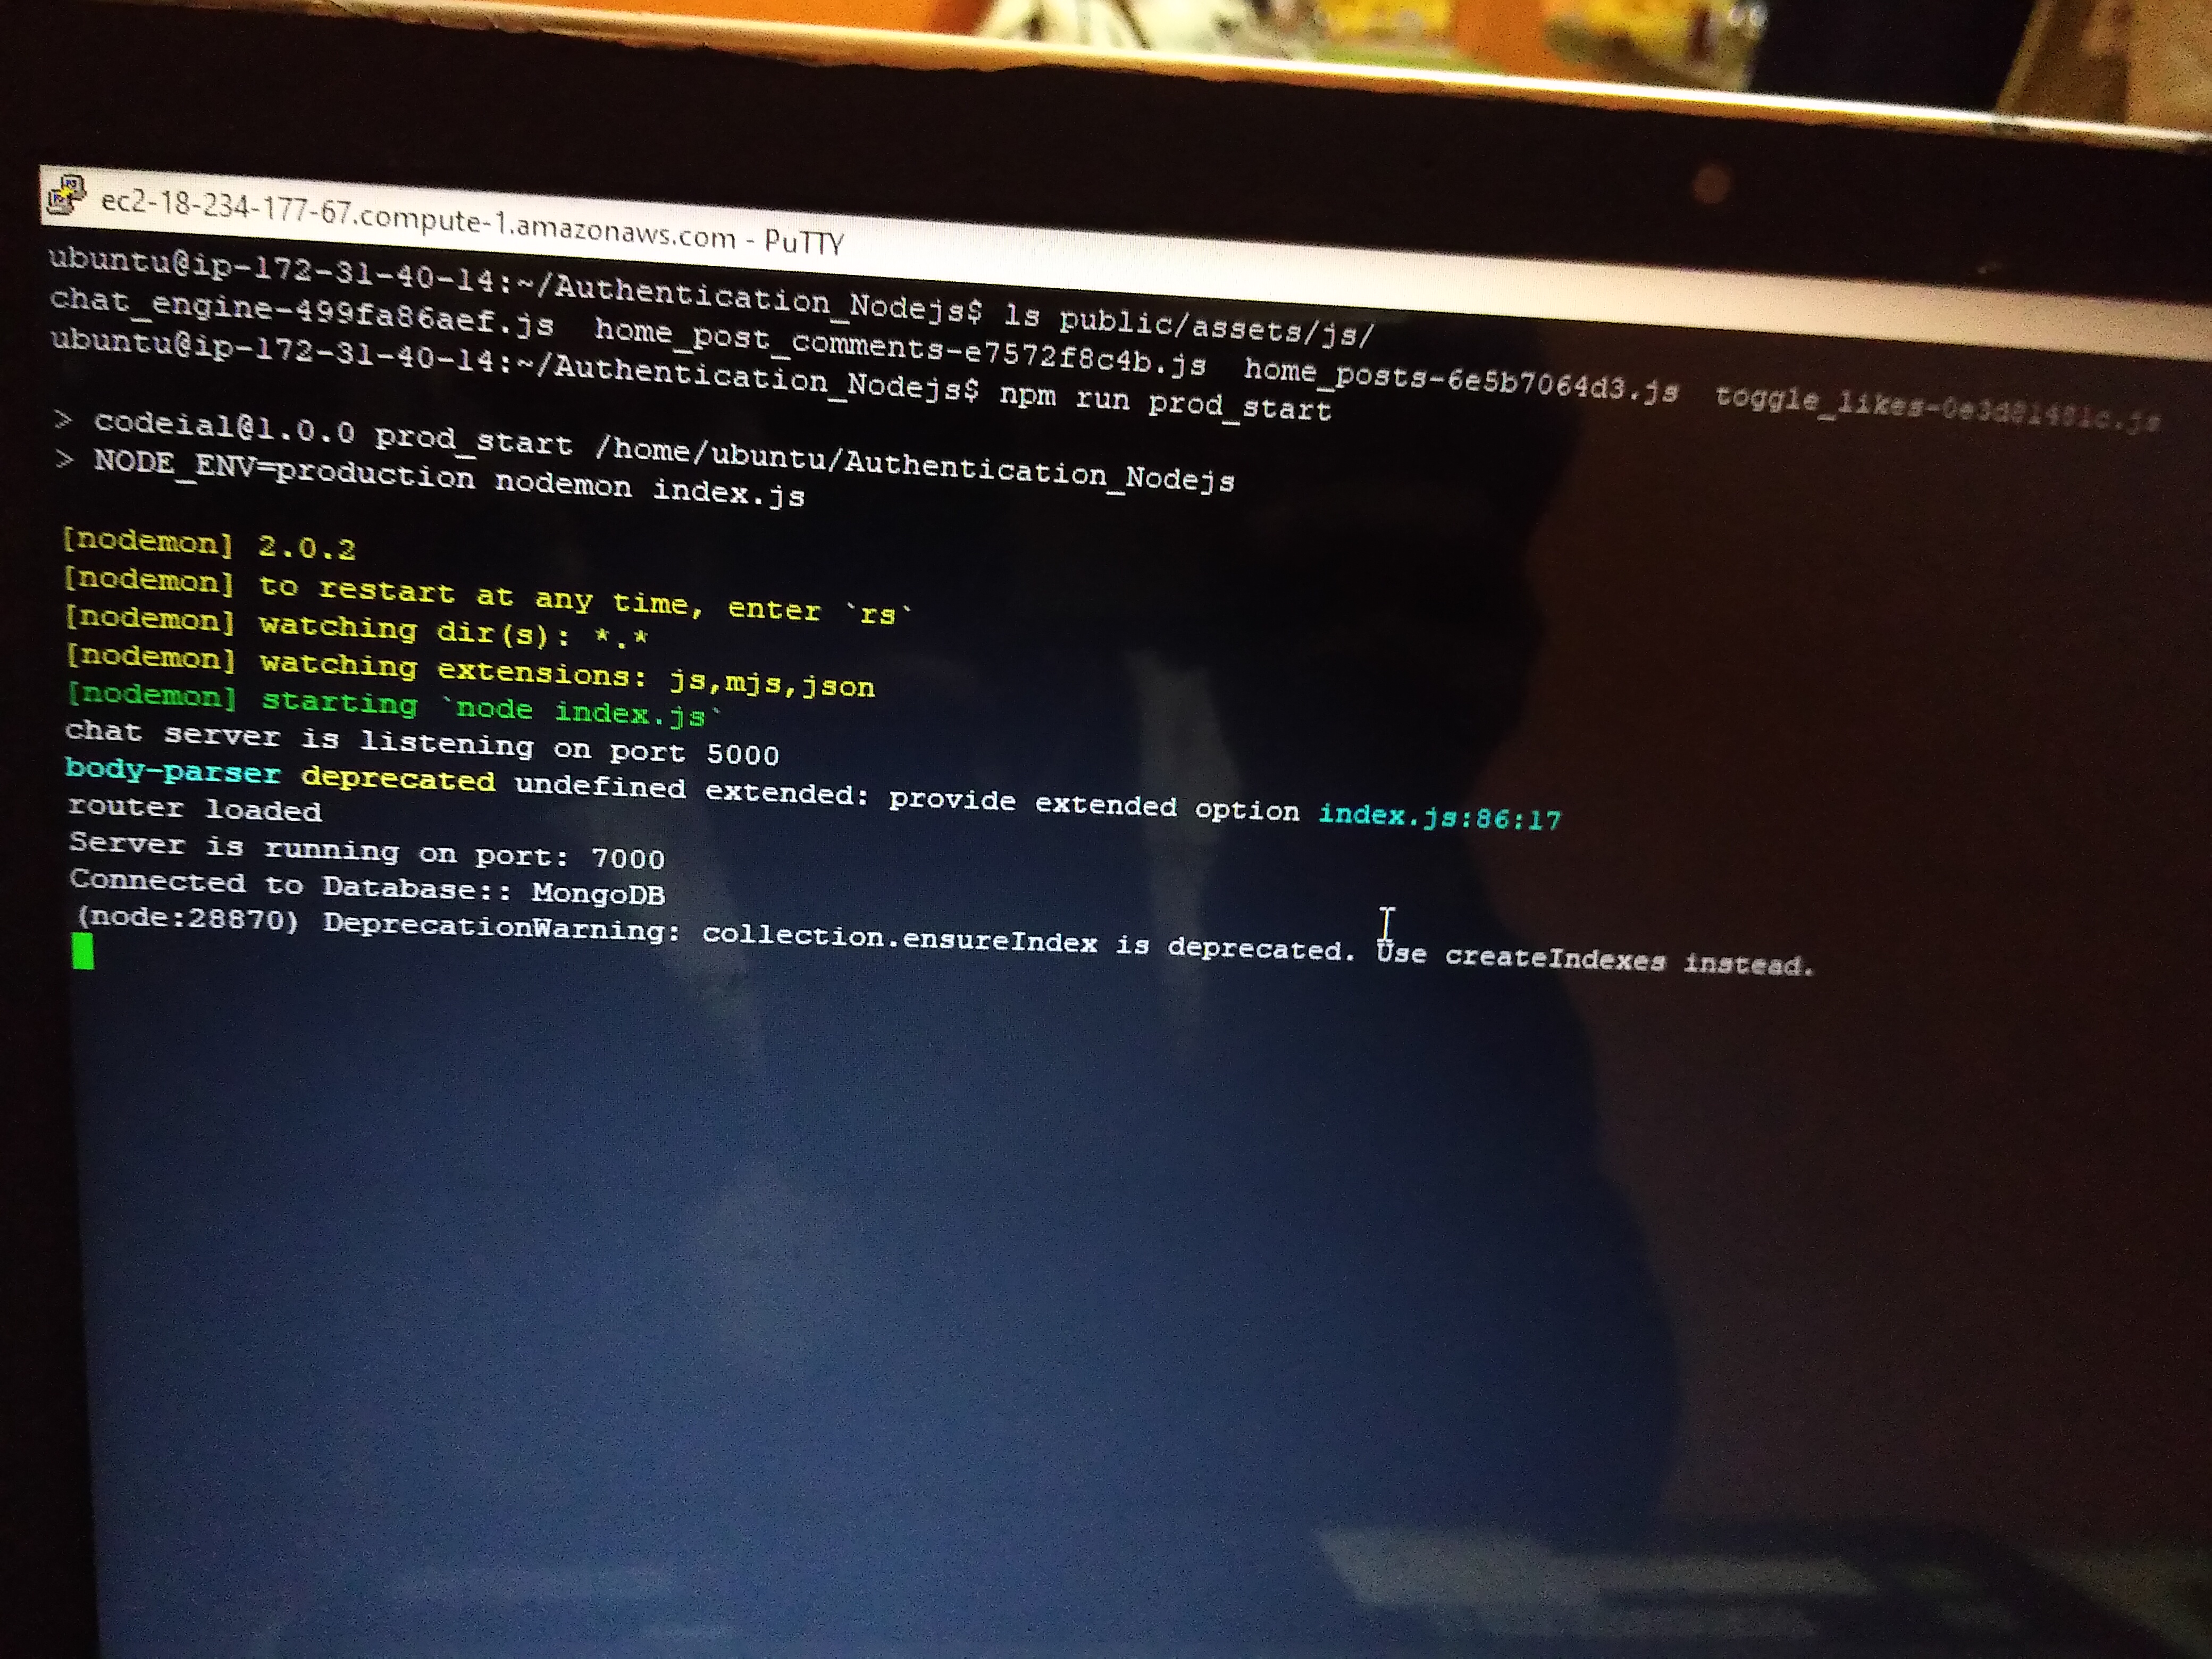 ec2-18-234-177-67.compute-1.amazonaws.com - PuTTY
ubuntu@ip-172-31-40-14:~/Authentication_Nodejs$ ls public/assets/js/
chat_engine-499fa86aef.js  home_post_comments-e7572f8c4b.js  home_posts-6e5b7064d3.js
ubuntu@ip-172-31-40-14:~/Authentication_Nodejs$ npm run prod_start
> codeial@1.0.0 prod_start /home/ubuntu/Authentication_Nodejs
> NODE_ENV=production nodemon index.js
[nodemon] 2.0.2
[nodemon] to restart at any time, enter `rs`
[nodemon] watching dir(s): *.*
[nodemon] watching extensions: js,mjs,json
[nodemon] starting `node index.js`
chat server is listening on port 5000
body-parser deprecated undefined extended: provide extended option index.js:86:17
router loaded
Server is running on port: 7000
Connected to Database:: MongoDB
(node:28870) DeprecationWarning: collection.ensureIndex is deprecated. Use createIndexes instead.